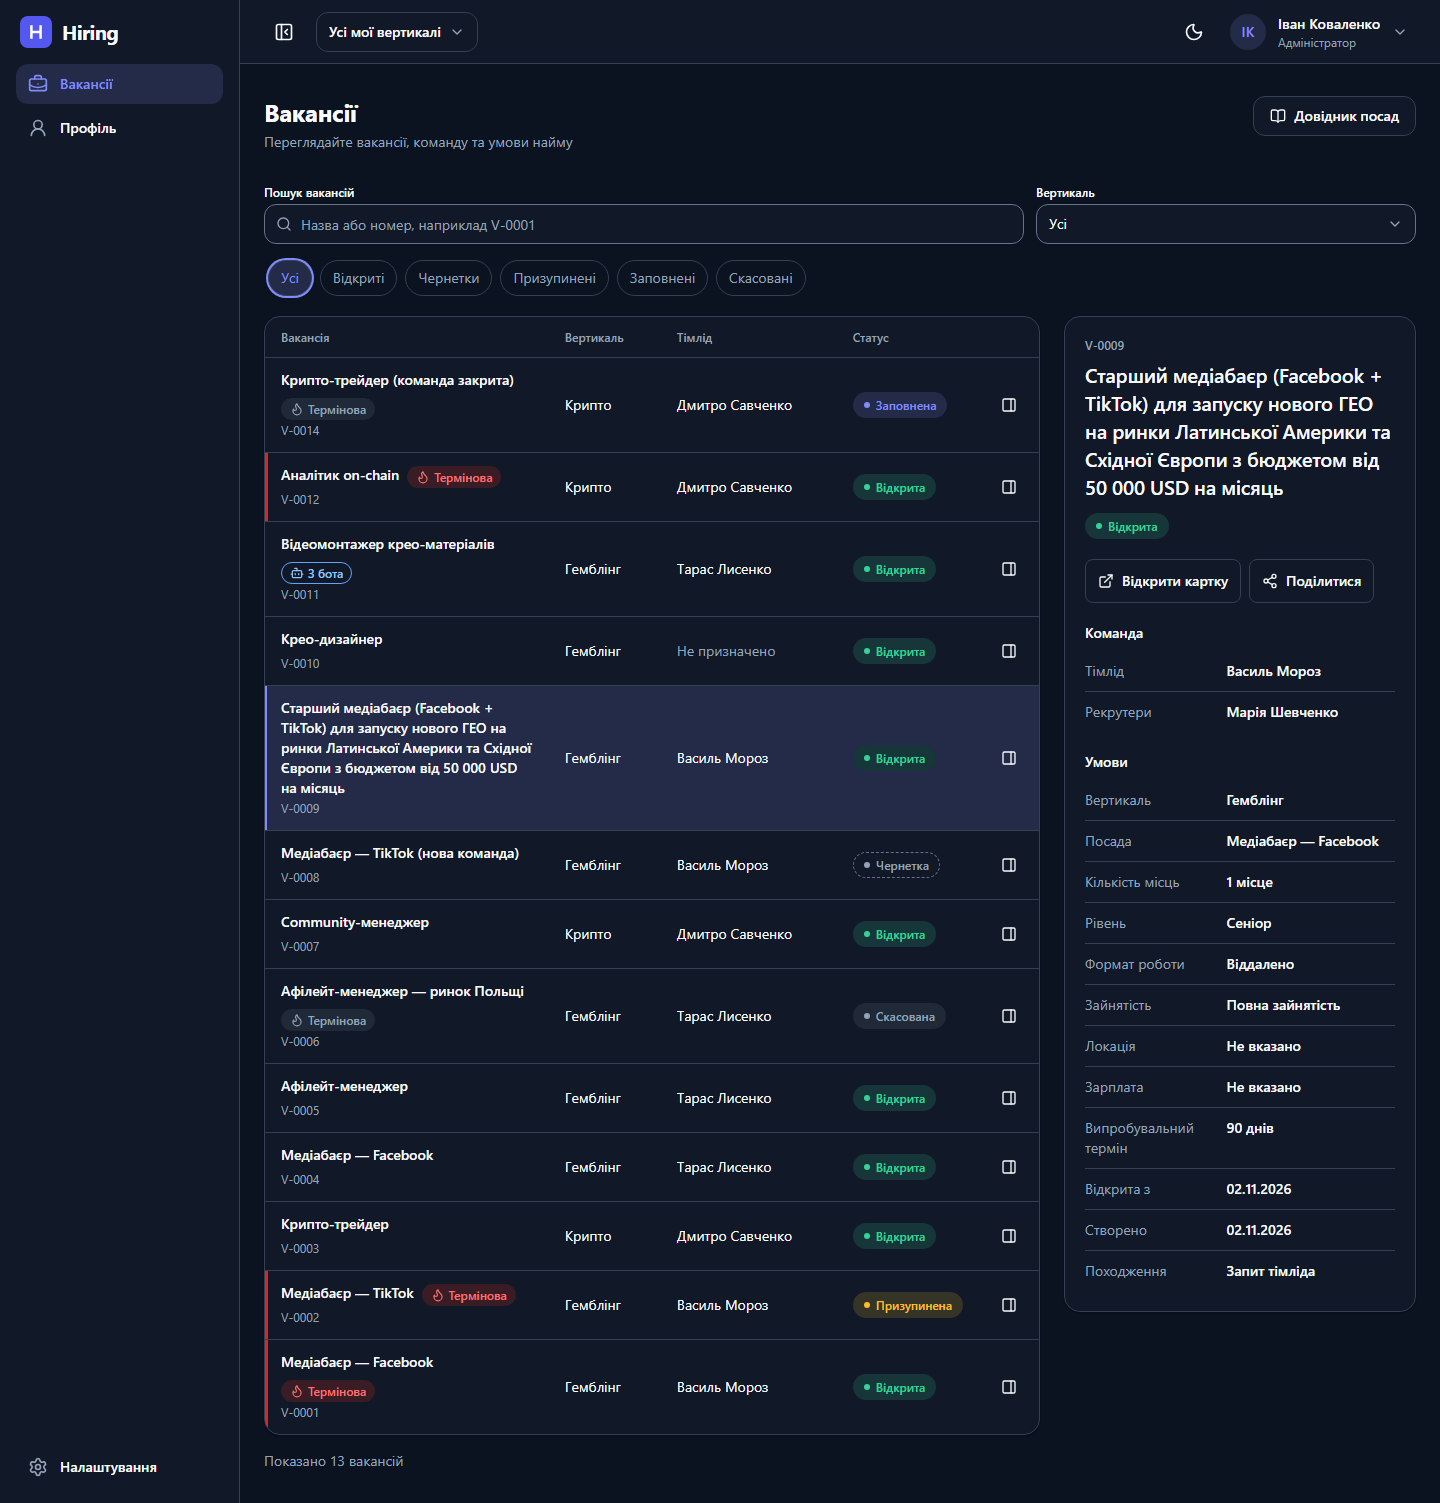 H Hiring
Усі мої вертикалі
ІК
Іван Коваленко
Адміністратор
Вакансії
Профіль
Налаштування
Вакансії
Переглядайте вакансії, команду та умови найму
Довідник посад
Пошук вакансій
Назва або номер, наприклад V-0001
Вертикаль
Усі
Усі Відкриті Чернетки Призупинені Заповнені Скасовані
Вакансія Вертикаль Тімлід Статус
Крипто-трейдер (команда закрита)
Термінова
V-0014
Крипто Дмитро Савченко Заповнена
Аналітик on-chain Термінова
V-0012
Крипто Дмитро Савченко Відкрита
Відеомонтажер крео-матеріалів
З бота
V-0011
Гемблінг Тарас Лисенко Відкрита
Крео-дизайнер
V-0010
Гемблінг Не призначено Відкрита
Старший медіабаєр (Facebook +
TikTok) для запуску нового ГЕО на
ринки Латинської Америки та Східної
Європи з бюджетом від 50 000 USD
на місяць
V-0009
Гемблінг Василь Мороз Відкрита
Медіабаєр — TikTok (нова команда)
V-0008
Гемблінг Василь Мороз Чернетка
Community-менеджер
V-0007
Крипто Дмитро Савченко Відкрита
Афілейт-менеджер — ринок Польщі
Термінова
V-0006
Гемблінг Тарас Лисенко Скасована
Афілейт-менеджер
V-0005
Гемблінг Тарас Лисенко Відкрита
Медіабаєр — Facebook
V-0004
Гемблінг Тарас Лисенко Відкрита
Крипто-трейдер
V-0003
Крипто Дмитро Савченко Відкрита
Медіабаєр — TikTok Термінова
V-0002
Гемблінг Василь Мороз Призупинена
Медіабаєр — Facebook
Термінова
V-0001
Гемблінг Василь Мороз Відкрита
Показано 13 вакансій
V-0009
Старший медіабаєр (Facebook +
TikTok) для запуску нового ГЕО
на ринки Латинської Америки та
Східної Європи з бюджетом від
50 000 USD на місяць
Відкрита
Відкрити картку Поділитися
Команда
Тімлід Василь Мороз
Рекрутери Марія Шевченко
Умови
Вертикаль Гемблінг
Посада Медіабаєр — Facebook
Кількість місць 1 місце
Рівень Сеніор
Формат роботи Віддалено
Зайнятість Повна зайнятість
Локація Не вказано
Зарплата Не вказано
Випробувальний термін 90 днів
Відкрита з 02.11.2026
Створено 02.11.2026
Походження Запит тімліда